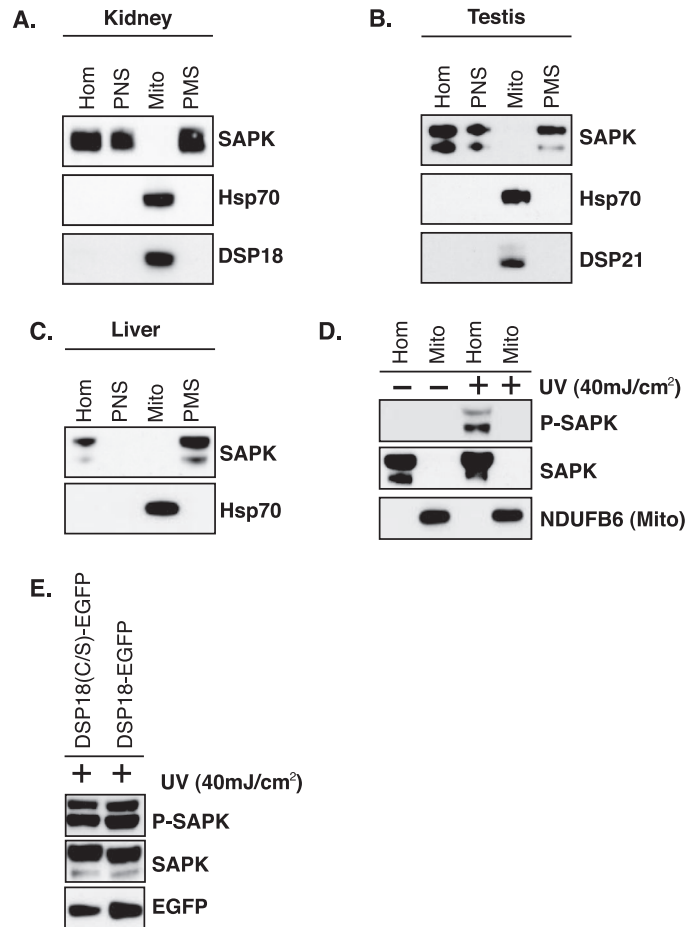 A.
Kidney
Hom PNS Mito PMS
SAPK
Hsp70
DSP18
B.
Testis
Hom PNS Mito PMS
SAPK
Hsp70
DSP21
C.
Liver
Hom PNS Mito PMS
SAPK
Hsp70
D.
Hom Mito Hom Mito
− − + + UV (40mJ/cm²)
P-SAPK
SAPK
NDUFB6 (Mito)
E.
DSP18(C/S)-EGFP
DSP18-EGFP
+ + UV (40mJ/cm²)
P-SAPK
SAPK
EGFP